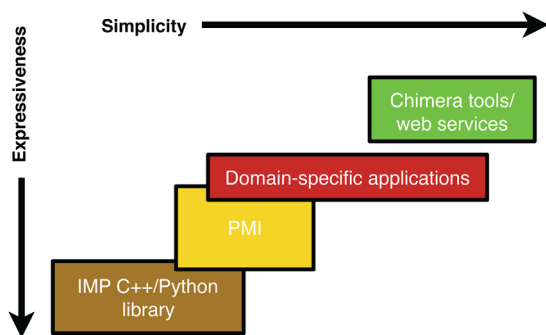 Simplicity
Expressiveness
Chimera tools/
web services
Domain-specific applications
PMI
IMP C++/Python
library